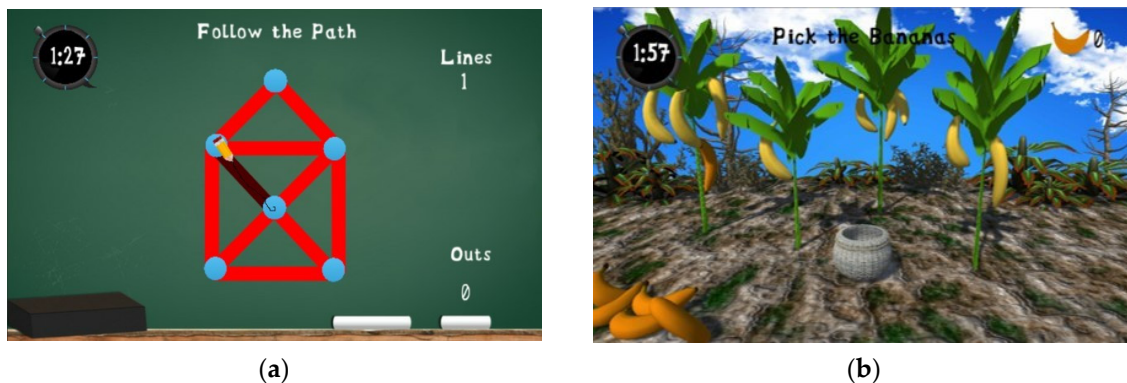 1:27
Follow the Path
Lines
1
Outs
0
(a)
1:57
Pick the Bananas
0
(b)